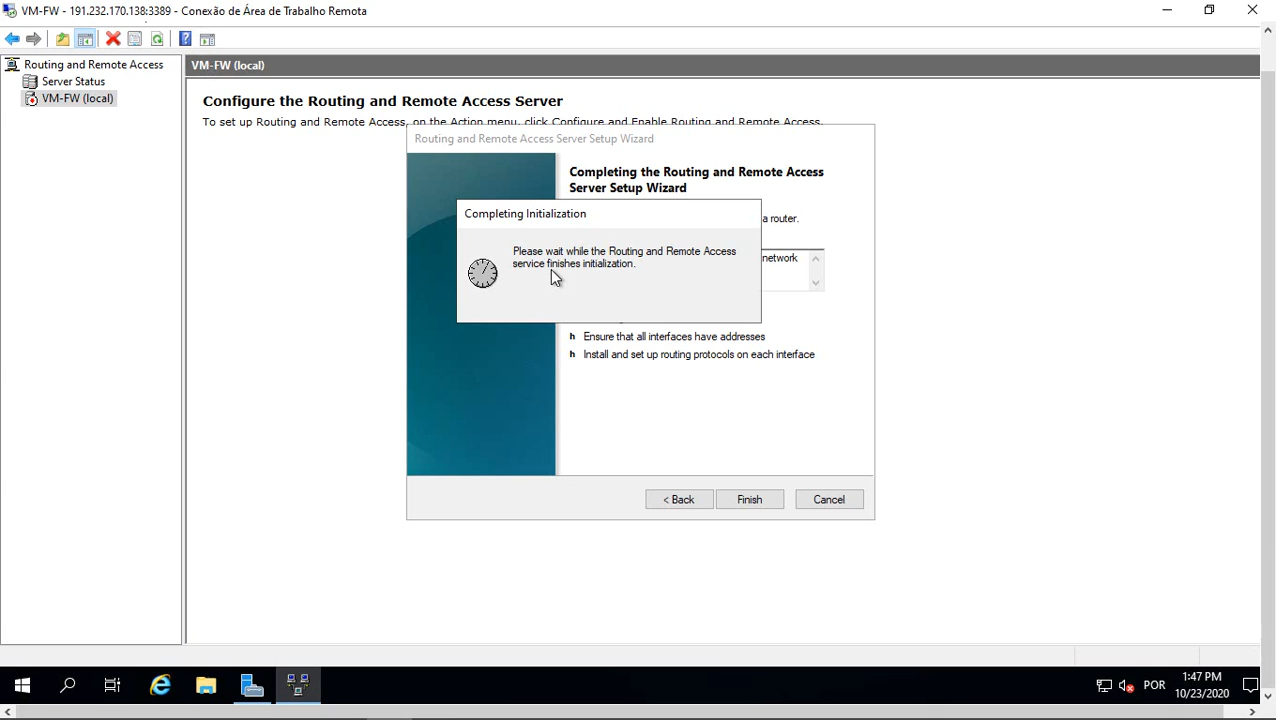 VM-FW - 191.232.170.138:3389 - Conexão de Área de Trabalho Remota
Routing and Remote Access
Server Status
VM-FW (local)
VM-FW (local)
Configure the Routing and Remote Access Server
To set up Routing and Remote Access, on the Action menu, click Configure and Enable Routing and Remote Access.
Routing and Remote Access Server Setup Wizard
Completing the Routing and Remote Access
Server Setup Wizard
a router.
network
Completing Initialization
Please wait while the Routing and Remote Access
service finishes initialization.
h Ensure that all interfaces have addresses
h Install and set up routing protocols on each interface
< Back
Finish
Cancel
POR
1:47 PM
10/23/2020